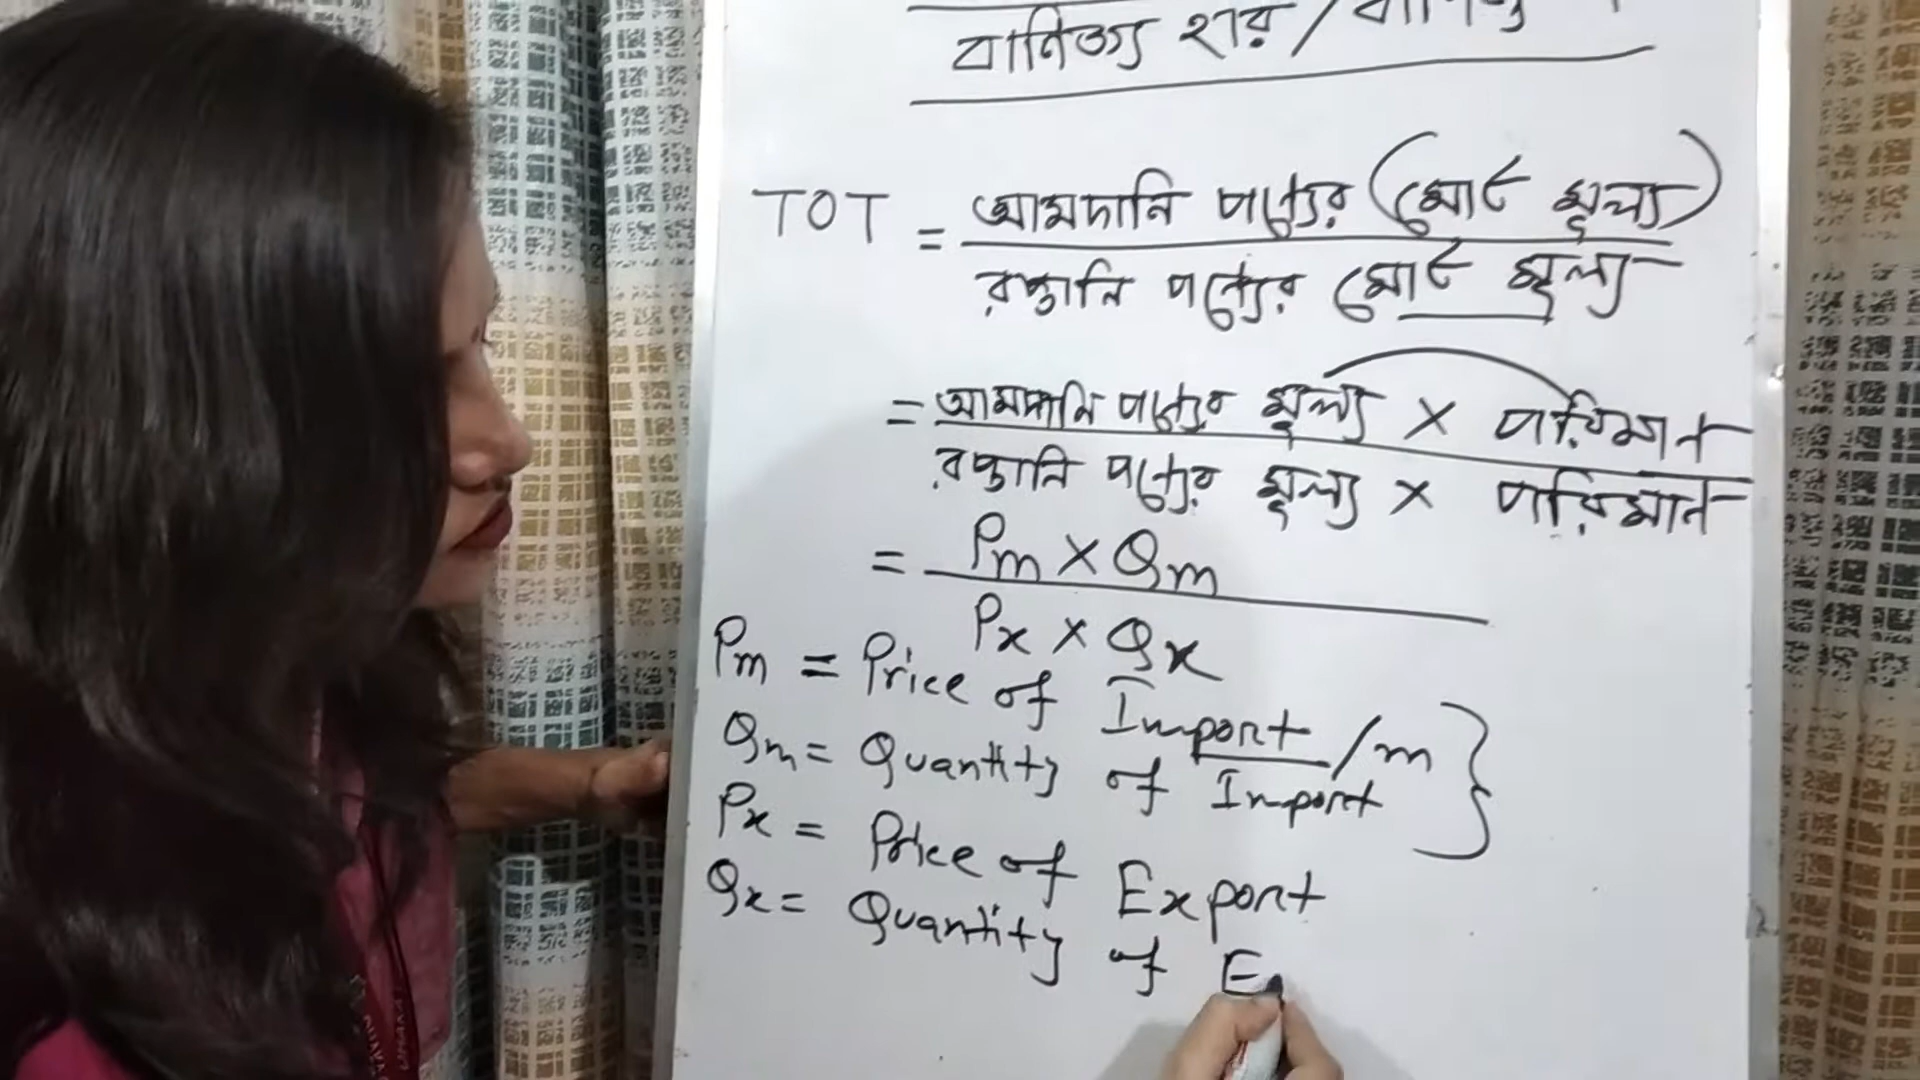 বানিজ্য হার /
TOT = আমদানি পণ্যের (মোট মূল্য)
রপ্তানি পণ্যের মোট মূল্য
= আমদানি পণ্যের মূল্য × পরিমান
রপ্তানি পণ্যের মূল্য × পরিমান
= Pm × Qm
Px × Qx
Pm = Price of Import /m }
Qm = Quantity of Import
Px = Price of Export
Qx = Quantity of E